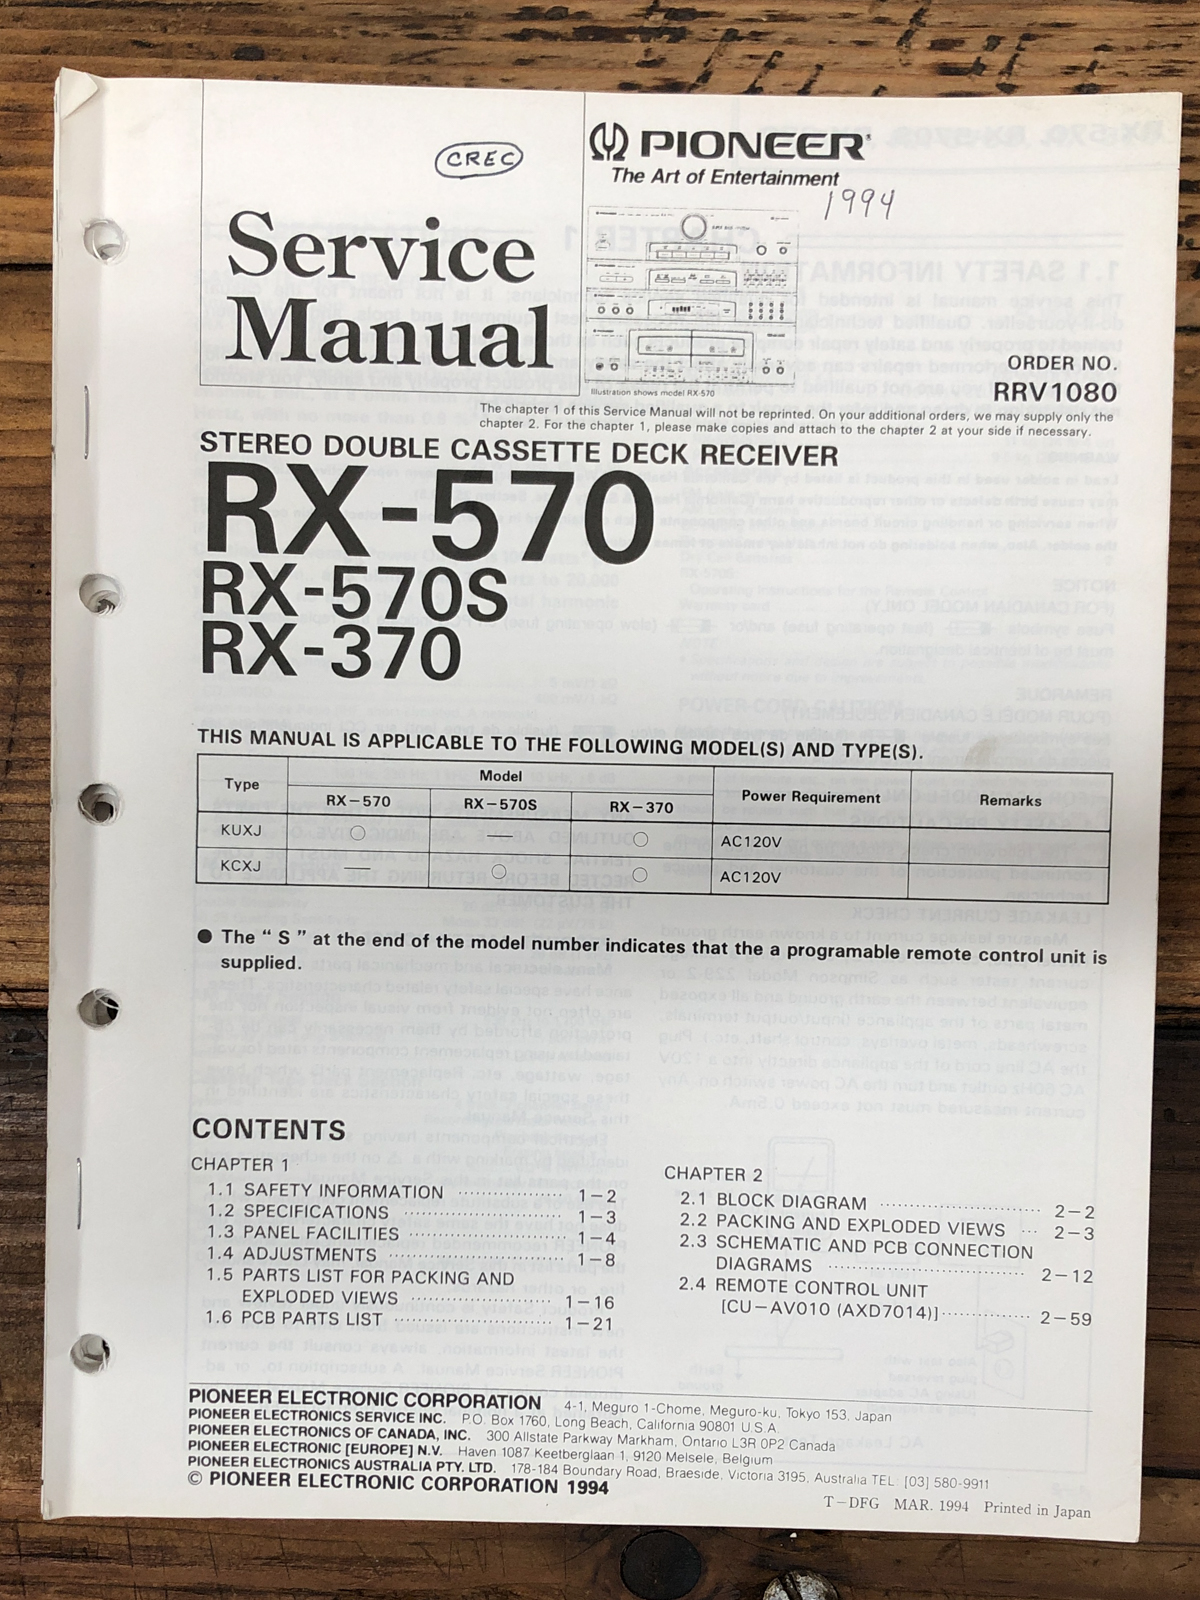 CREC
PIONEER
The Art of Entertainment
1994
Service
Manual
Illustration shows model RX-570
ORDER NO.
RRV1080
The chapter 1 of this Service Manual will not be reprinted. On your additional orders, we may supply only the
chapter 2. For the chapter 1, please make copies and attach to the chapter 2 at your side if necessary.
STEREO DOUBLE CASSETTE DECK RECEIVER
RX-570
RX-570S
RX-370
THIS MANUAL IS APPLICABLE TO THE FOLLOWING MODEL(S) AND TYPE(S).
Type Model Power Requirement Remarks
RX-570 RX-570S RX-370
KUXJ ○ — ○ AC120V
KCXJ — ○ ○ AC120V
● The “ S ” at the end of the model number indicates that the a programable remote control unit is
supplied.
CONTENTS
CHAPTER 1
1.1 SAFETY INFORMATION ·················· 1-2
1.2 SPECIFICATIONS ··························· 1-3
1.3 PANEL FACILITIES ·························· 1-4
1.4 ADJUSTMENTS ······························ 1-8
1.5 PARTS LIST FOR PACKING AND
EXPLODED VIEWS ························· 1-16
1.6 PCB PARTS LIST ··························· 1-21
CHAPTER 2
2.1 BLOCK DIAGRAM ··························· 2-2
2.2 PACKING AND EXPLODED VIEWS ··· 2-3
2.3 SCHEMATIC AND PCB CONNECTION
DIAGRAMS ································· 2-12
2.4 REMOTE CONTROL UNIT
[CU-AV010 (AXD7014)]··············· 2-59
PIONEER ELECTRONIC CORPORATION 4-1, Meguro 1-Chome, Meguro-ku, Tokyo 153, Japan
PIONEER ELECTRONICS SERVICE INC. P.O. Box 1760, Long Beach, California 90801 U.S.A.
PIONEER ELECTRONICS OF CANADA, INC. 300 Allstate Parkway Markham, Ontario L3R 0P2 Canada
PIONEER ELECTRONIC [EUROPE] N.V. Haven 1087 Keetberglaan 1, 9120 Melsele, Belgium
PIONEER ELECTRONICS AUSTRALIA PTY. LTD. 178-184 Boundary Road, Braeside, Victoria 3195, Australia TEL: [03] 580-9911
© PIONEER ELECTRONIC CORPORATION 1994
T-DFG MAR. 1994 Printed in Japan